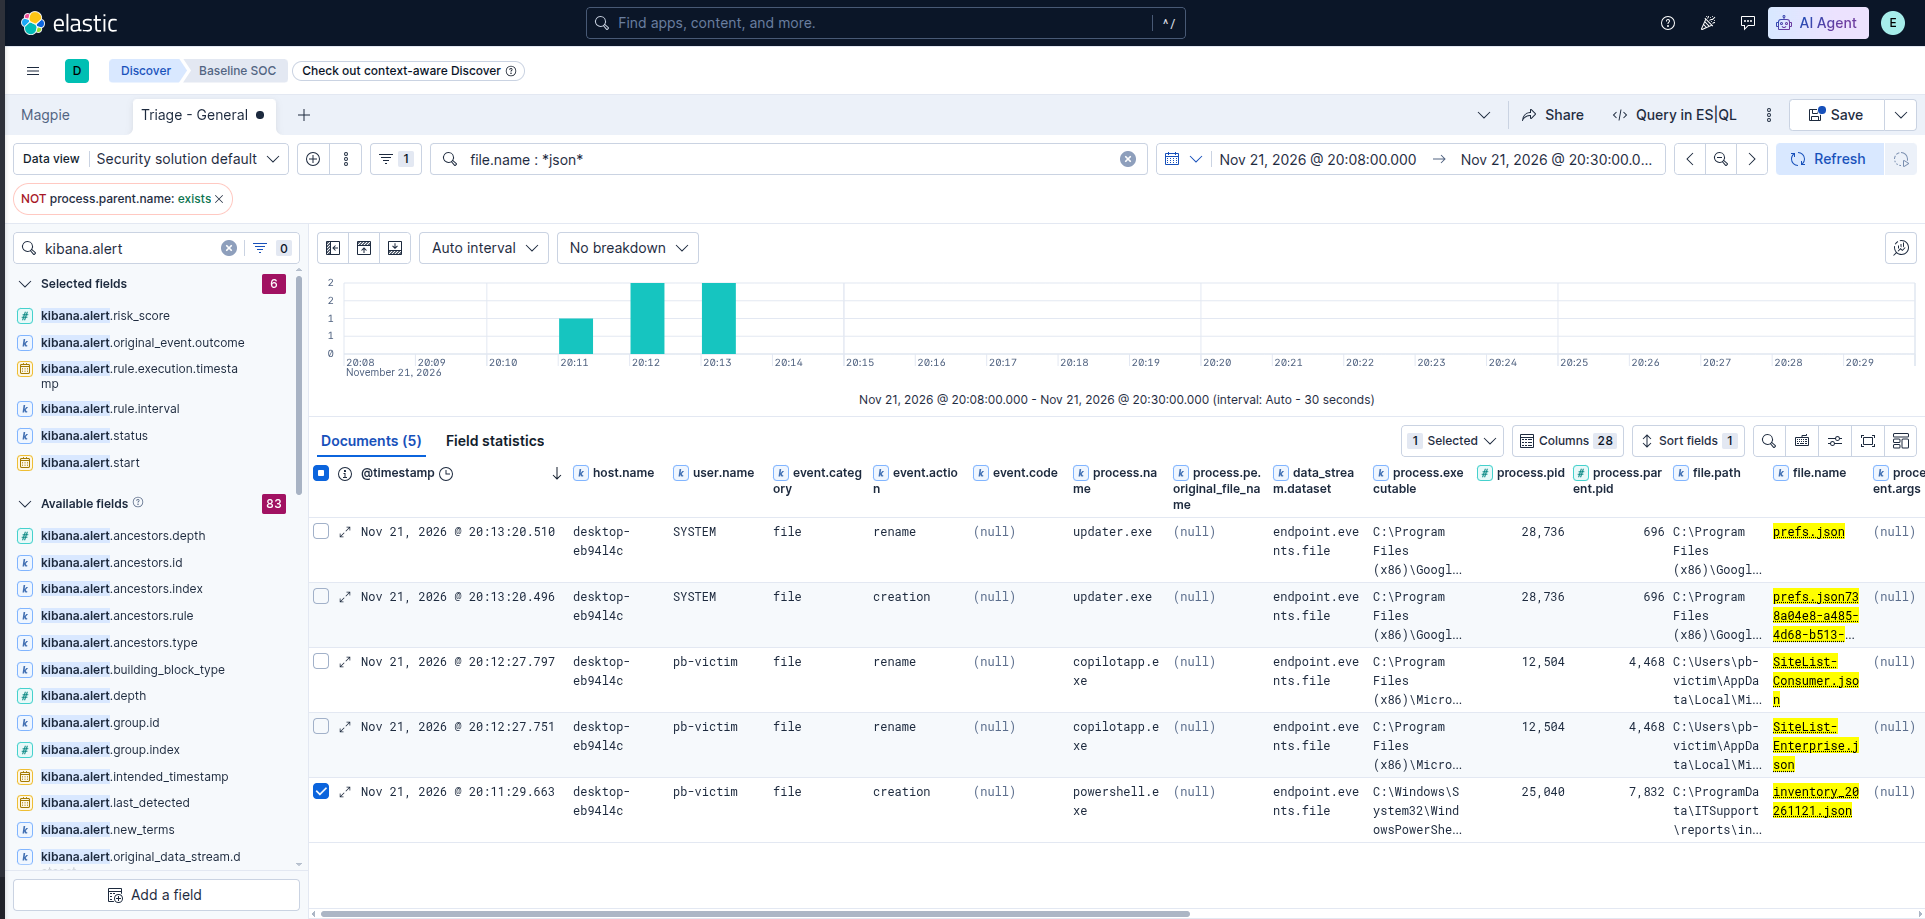 elastic
Find apps, content, and more.
^ /
AI Agent
E
D
Discover
Baseline SOC
Check out context-aware Discover
Magpie
Triage - General
Share
Query in ES|QL
Save
Data view
Security solution default
1
file.name : *json*
Nov 21, 2026 @ 20:08:00.000
→
Nov 21, 2026 @ 20:30:00.0...
Refresh
NOT process.parent.name: exists ×
kibana.alert
0
Selected fields
6
kibana.alert.risk_score
kibana.alert.original_event.outcome
kibana.alert.rule.execution.timesta
mp
kibana.alert.rule.interval
kibana.alert.status
kibana.alert.start
Available fields
83
kibana.alert.ancestors.depth
kibana.alert.ancestors.id
kibana.alert.ancestors.index
kibana.alert.ancestors.rule
kibana.alert.ancestors.type
kibana.alert.building_block_type
kibana.alert.depth
kibana.alert.group.id
kibana.alert.group.index
kibana.alert.intended_timestamp
kibana.alert.last_detected
kibana.alert.new_terms
kibana.alert.original_data_stream.d
Add a field
Auto interval
No breakdown
2
2
1
1
0
20:08 20:09 20:10 20:11 20:12 20:13 20:14 20:15 20:16 20:17 20:18 20:19 20:20 20:21 20:22 20:23 20:24 20:25 20:26 20:27 20:28 20:29
November 21, 2026
Nov 21, 2026 @ 20:08:00.000 - Nov 21, 2026 @ 20:30:00.000 (interval: Auto - 30 seconds)
Documents (5)
Field statistics
1 Selected
Columns 28
Sort fields 1
@timestamp
host.name
user.name
event.categ
ory
event.actio
n
event.code
process.na
me
process.pe.
original_file_na
me
data_strea
m.dataset
process.exe
cutable
process.pid
process.par
ent.pid
file.path
file.name
proce
ent.args
Nov 21, 2026 @ 20:13:20.510
desktop-
eb94l4c
SYSTEM
file
rename
(null)
updater.exe
(null)
endpoint.eve
nts.file
C:\Program
Files
(x86)\Googl...
28,736
696
C:\Program
Files
(x86)\Googl...
prefs.json
(null)
Nov 21, 2026 @ 20:13:20.496
desktop-
eb94l4c
SYSTEM
file
creation
(null)
updater.exe
(null)
endpoint.eve
nts.file
C:\Program
Files
(x86)\Googl...
28,736
696
C:\Program
Files
(x86)\Googl...
prefs.json73
8a04e8-a485-
4d68-b513-...
(null)
Nov 21, 2026 @ 20:12:27.797
desktop-
eb94l4c
pb-victim
file
rename
(null)
copilotapp.e
xe
(null)
endpoint.eve
nts.file
C:\Program
Files
(x86)\Micro...
12,504
4,468
C:\Users\pb-
victim\AppDa
ta\Local\Mi...
SiteList-
Consumer.jso
n
(null)
Nov 21, 2026 @ 20:12:27.751
desktop-
eb94l4c
pb-victim
file
rename
(null)
copilotapp.e
xe
(null)
endpoint.eve
nts.file
C:\Program
Files
(x86)\Micro...
12,504
4,468
C:\Users\pb-
victim\AppDa
ta\Local\Mi...
SiteList-
Enterprise.j
son
(null)
Nov 21, 2026 @ 20:11:29.663
desktop-
eb94l4c
pb-victim
file
creation
(null)
powershell.e
xe
(null)
endpoint.eve
nts.file
C:\Windows\S
ystem32\Wind
owsPowerShe...
25,040
7,832
C:\ProgramDa
ta\ITSupport
\reports\in...
inventory_20
261121.json
(null)